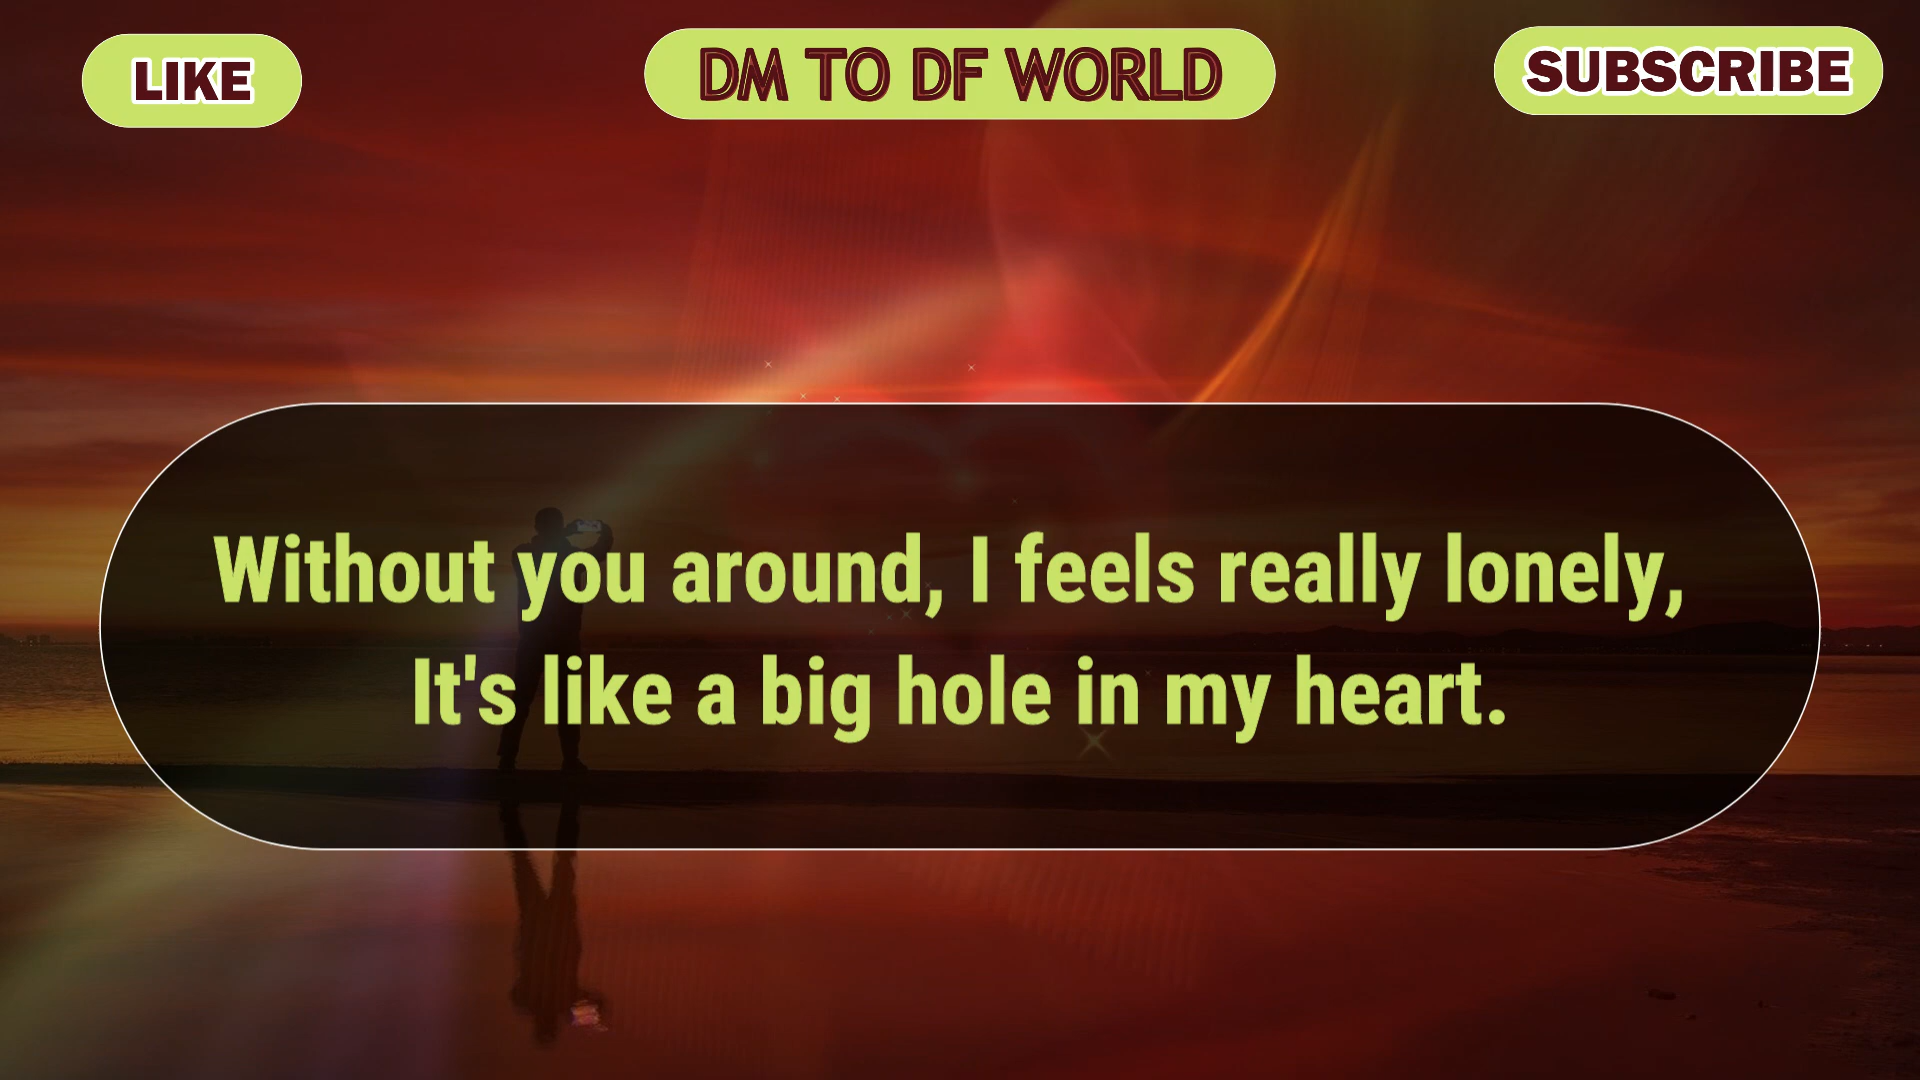 LIKE
DM TO DF WORLD
SUBSCRIBE
Without you around, I feels really lonely,
It's like a big hole in my heart.